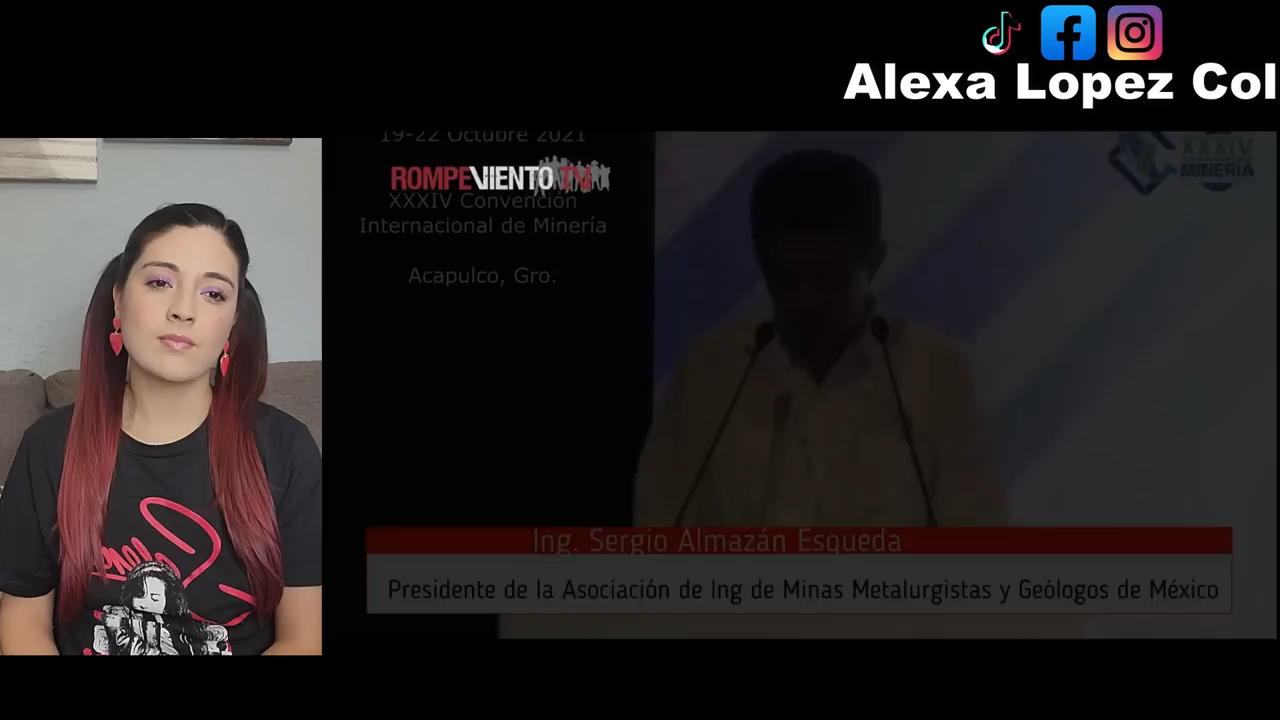 Alexa Lopez Col
19-22 Octubre 2021
ROMPEVIENTO TV
XXXIV Convención
Internacional de Minería
Acapulco, Gro.
XXXIV
MINERÍA
Ing. Sergio Almazán Esqueda
Presidente de la Asociación de Ing de Minas Metalurgistas y Geólogos de México